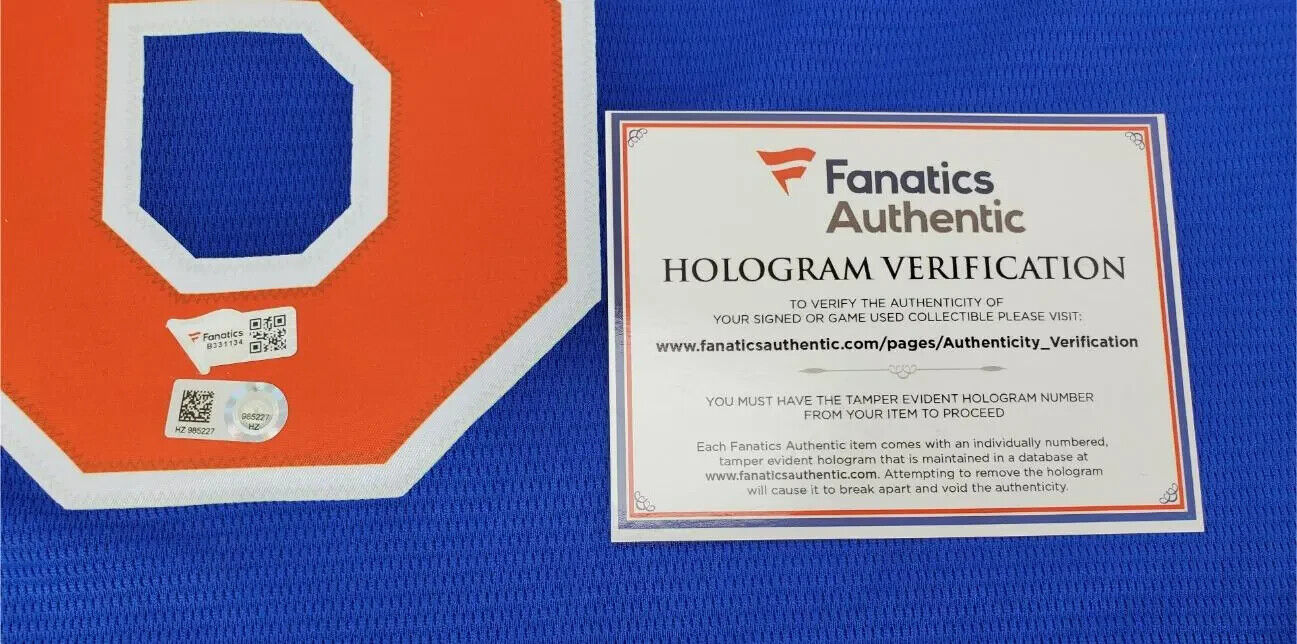 Fanatics
B331134
HZ 985227
985227
HZ
Fanatics
Authentic
HOLOGRAM VERIFICATION
TO VERIFY THE AUTHENTICITY OF
YOUR SIGNED OR GAME USED COLLECTIBLE PLEASE VISIT:
www.fanaticsauthentic.com/pages/Authenticity_Verification
YOU MUST HAVE THE TAMPER EVIDENT HOLOGRAM NUMBER
FROM YOUR ITEM TO PROCEED
Each Fanatics Authentic item comes with an individually numbered,
tamper evident hologram that is maintained in a database at
www.fanaticsauthentic.com. Attempting to remove the hologram
will cause it to break apart and void the authenticity.